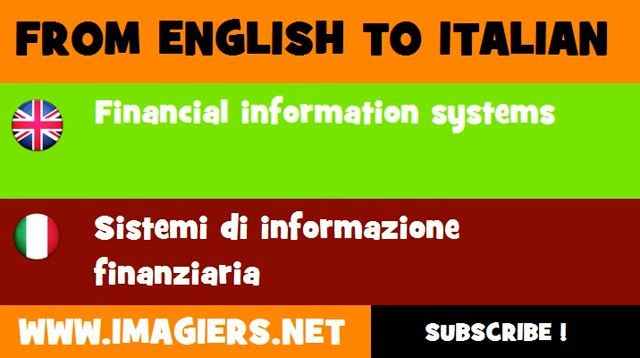 FROM ENGLISH TO ITALIAN
Financial information systems
Sistemi di informazione
finanziaria
WWW.IMAGIERS.NET
SUBSCRIBE !